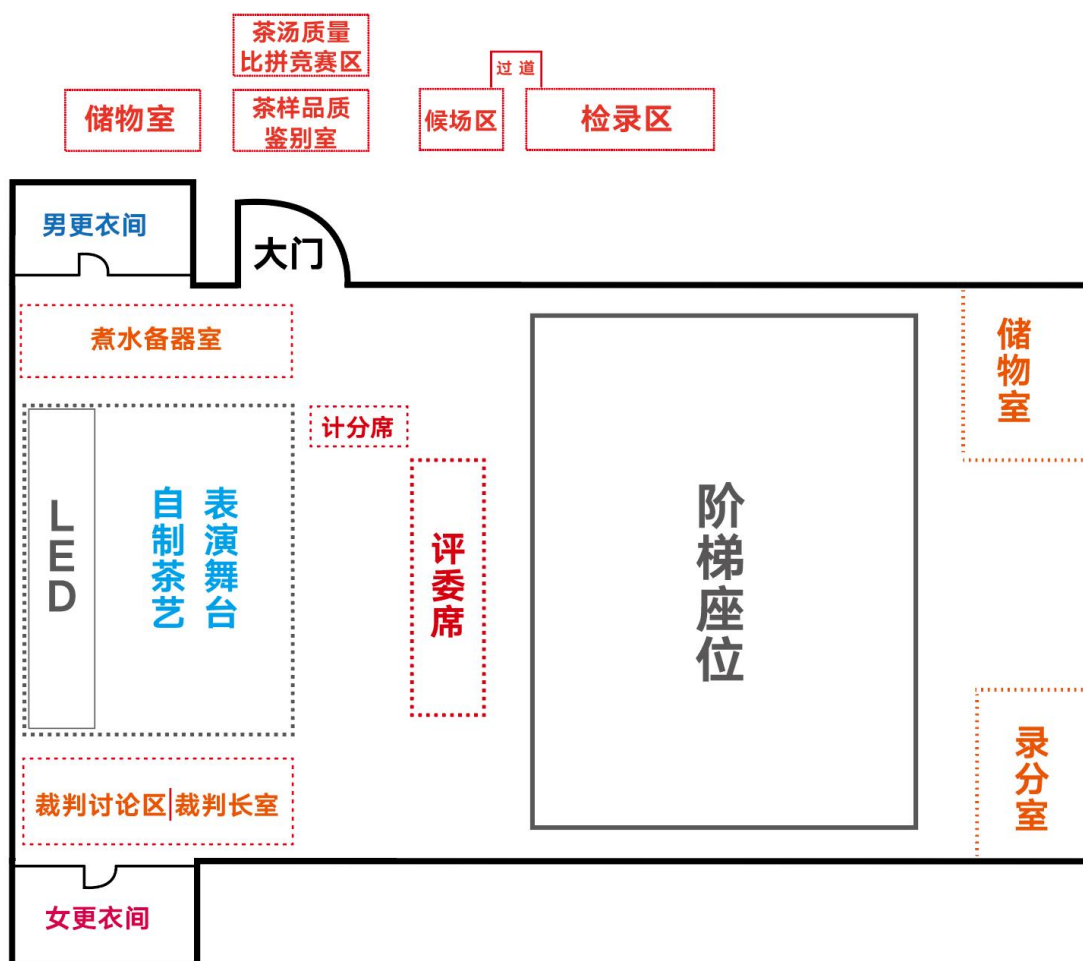 茶汤质量
比拼竞赛区
过道
储物室
茶样品质
鉴别室
候场区
检录区
男更衣间
大门
煮水备器室
储物室
计分席
LED
自制茶艺
表演舞台
评委席
阶梯座位
裁判讨论区|裁判长室
录分室
女更衣间